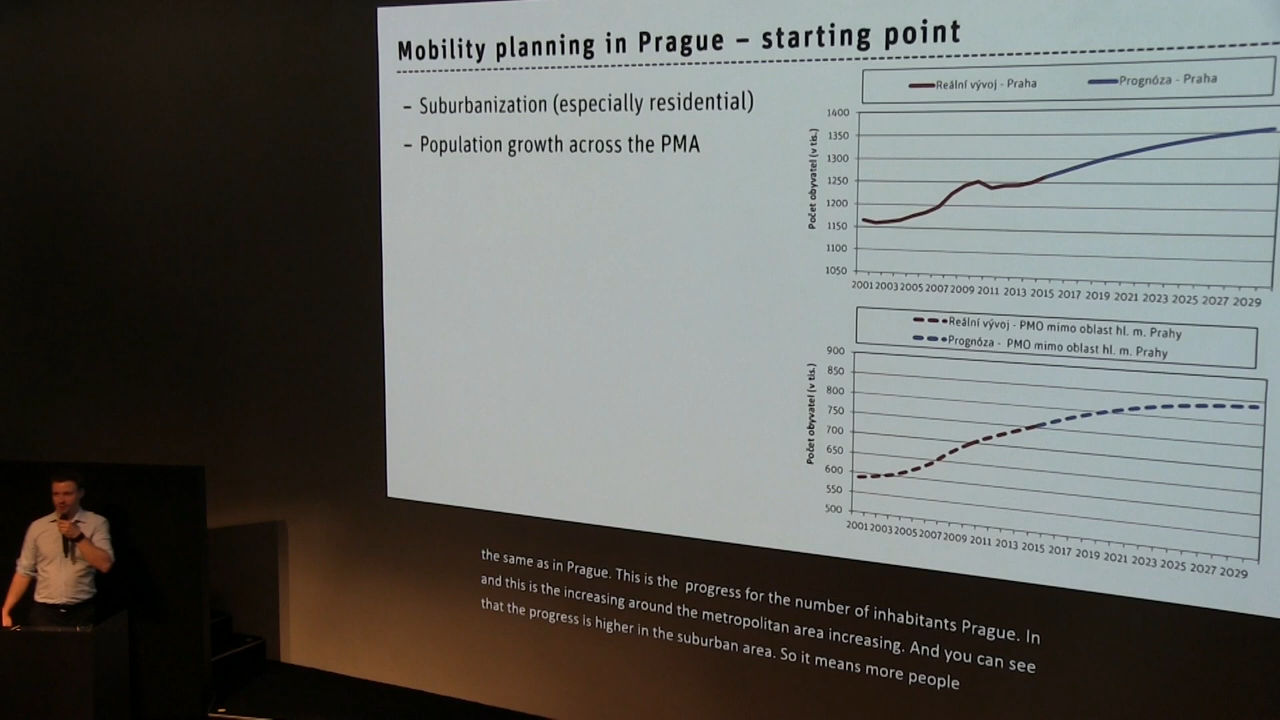 Mobility planning in Prague – starting point
– Suburbanization (especially residential)
– Population growth across the PMA
Reální vývoj - Praha
Prognóza - Praha
Počet obyvatel (v tis.)
1400
1350
1300
1250
1200
1150
1100
1050
2001 2003 2005 2007 2009 2011 2013 2015 2017 2019 2021 2023 2025 2027 2029
Reální vývoj - PMO mimo oblast hl. m. Prahy
Prognóza - PMO mimo oblast hl. m. Prahy
Počet obyvatel (v tis.)
900
850
800
750
700
650
600
550
500
2001 2003 2005 2007 2009 2011 2013 2015 2017 2019 2021 2023 2025 2027 2029
the same as in Prague. This is the progress for the number of inhabitants Prague. In
and this is the increasing around the metropolitan area increasing. And you can see
that the progress is higher in the suburban area. So it means more people